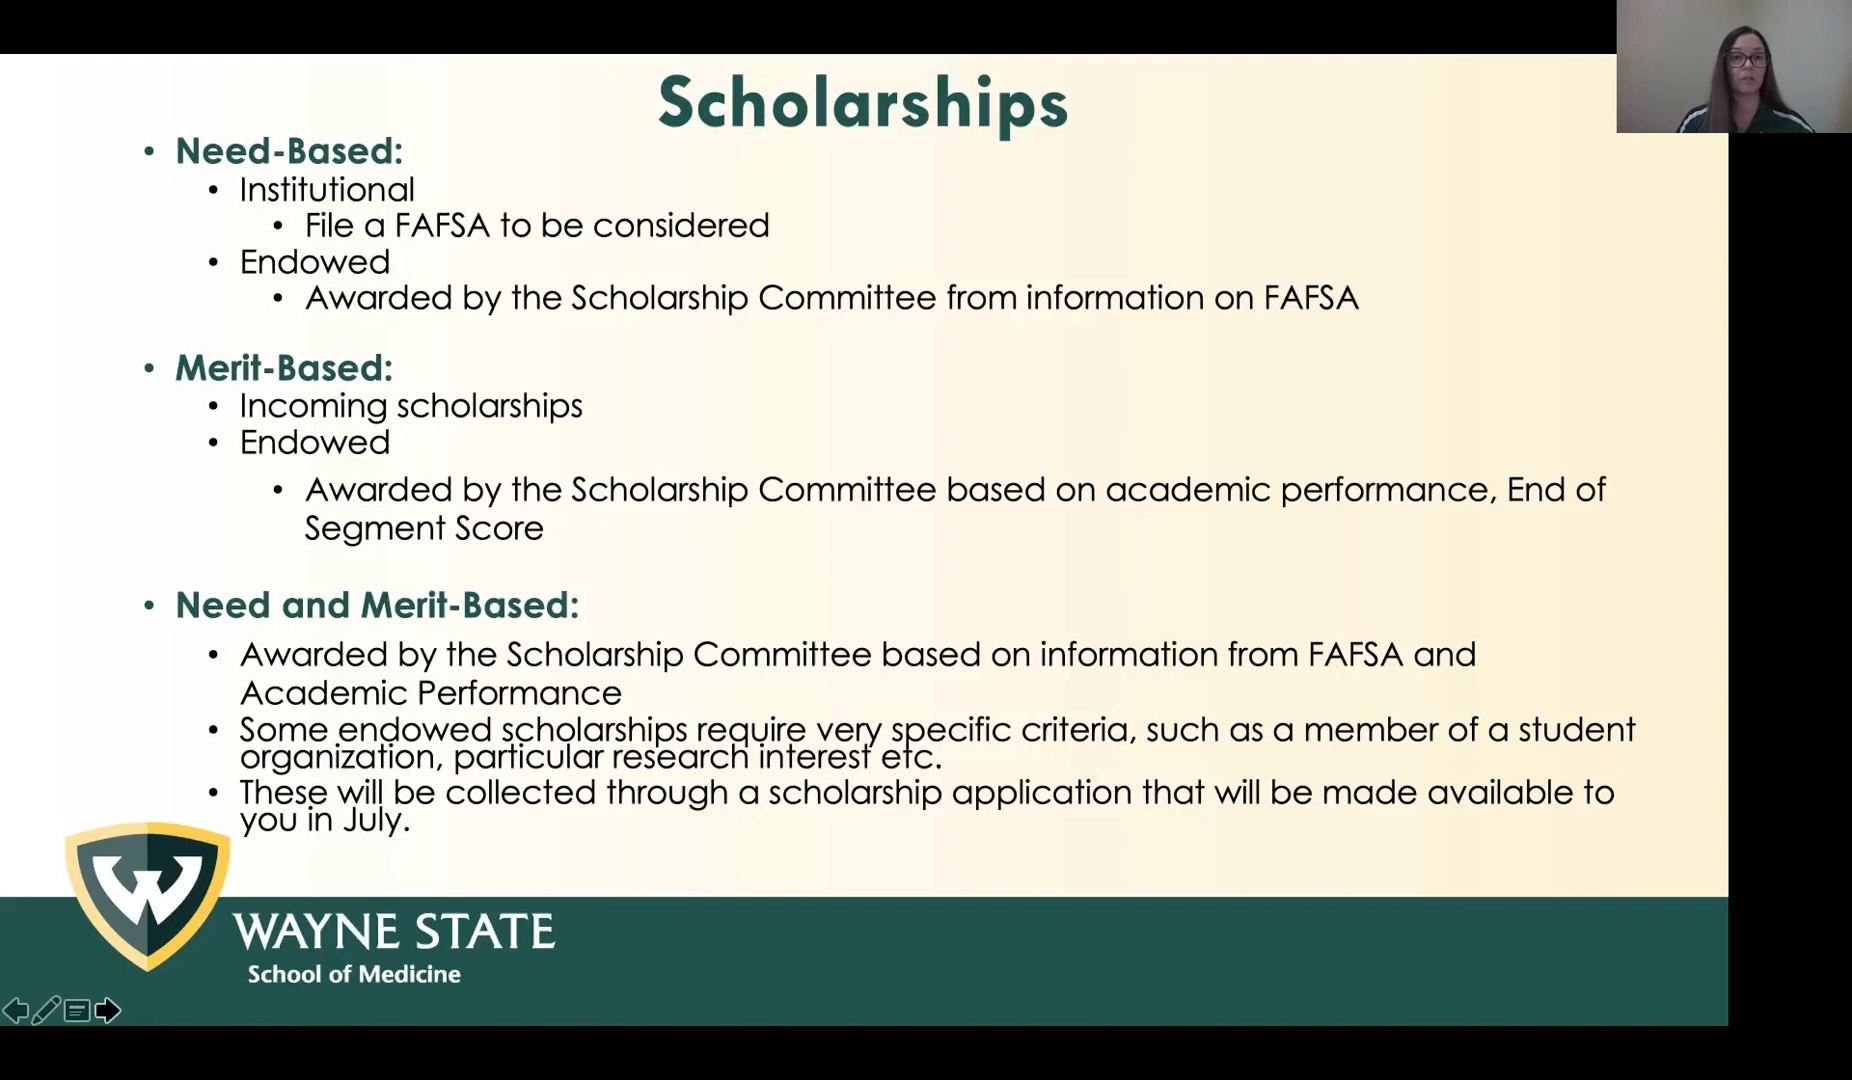 Scholarships
• Need-Based:
• Institutional
• File a FAFSA to be considered
• Endowed
• Awarded by the Scholarship Committee from information on FAFSA
• Merit-Based:
• Incoming scholarships
• Endowed
• Awarded by the Scholarship Committee based on academic performance, End of
Segment Score
• Need and Merit-Based:
• Awarded by the Scholarship Committee based on information from FAFSA and
Academic Performance
• Some endowed scholarships require very specific criteria, such as a member of a student
organization, particular research interest etc.
• These will be collected through a scholarship application that will be made available to
you in July.
W
WAYNE STATE
School of Medicine